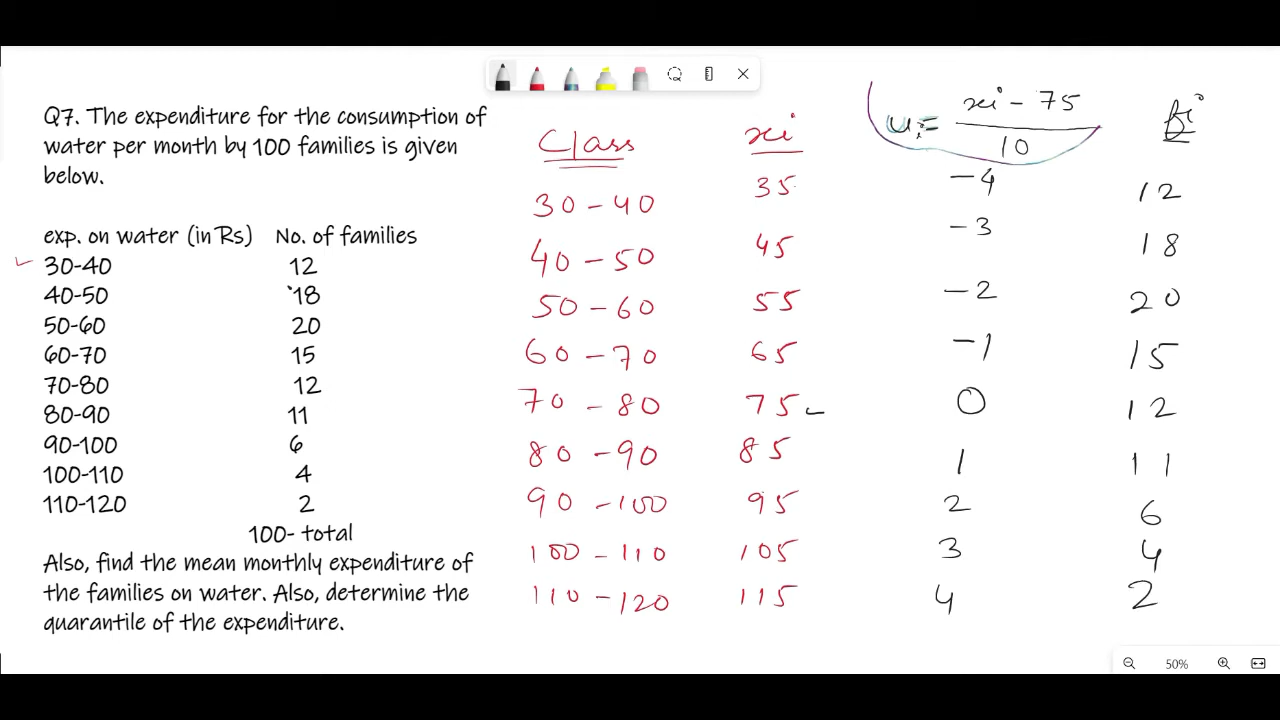 Q7. The expenditure for the consumption of
water per month by 100 families is given
below.
exp. on water (in Rs) No. of families
30-40 12
40-50 18
50-60 20
60-70 15
70-80 12
80-90 11
90-100 6
100-110 4
110-120 2
100- total
Also, find the mean monthly expenditure of
the families on water. Also, determine the
quarantile of the expenditure.
Class xi ui = xi - 75 / 10 fi
30 - 40 35 -4 12
40 - 50 45 -3 18
50 - 60 55 -2 20
60 - 70 65 -1 15
70 - 80 75 0 12
80 - 90 85 1 11
90 - 100 95 2 6
100 - 110 105 3 4
110 - 120 115 4 2
50%